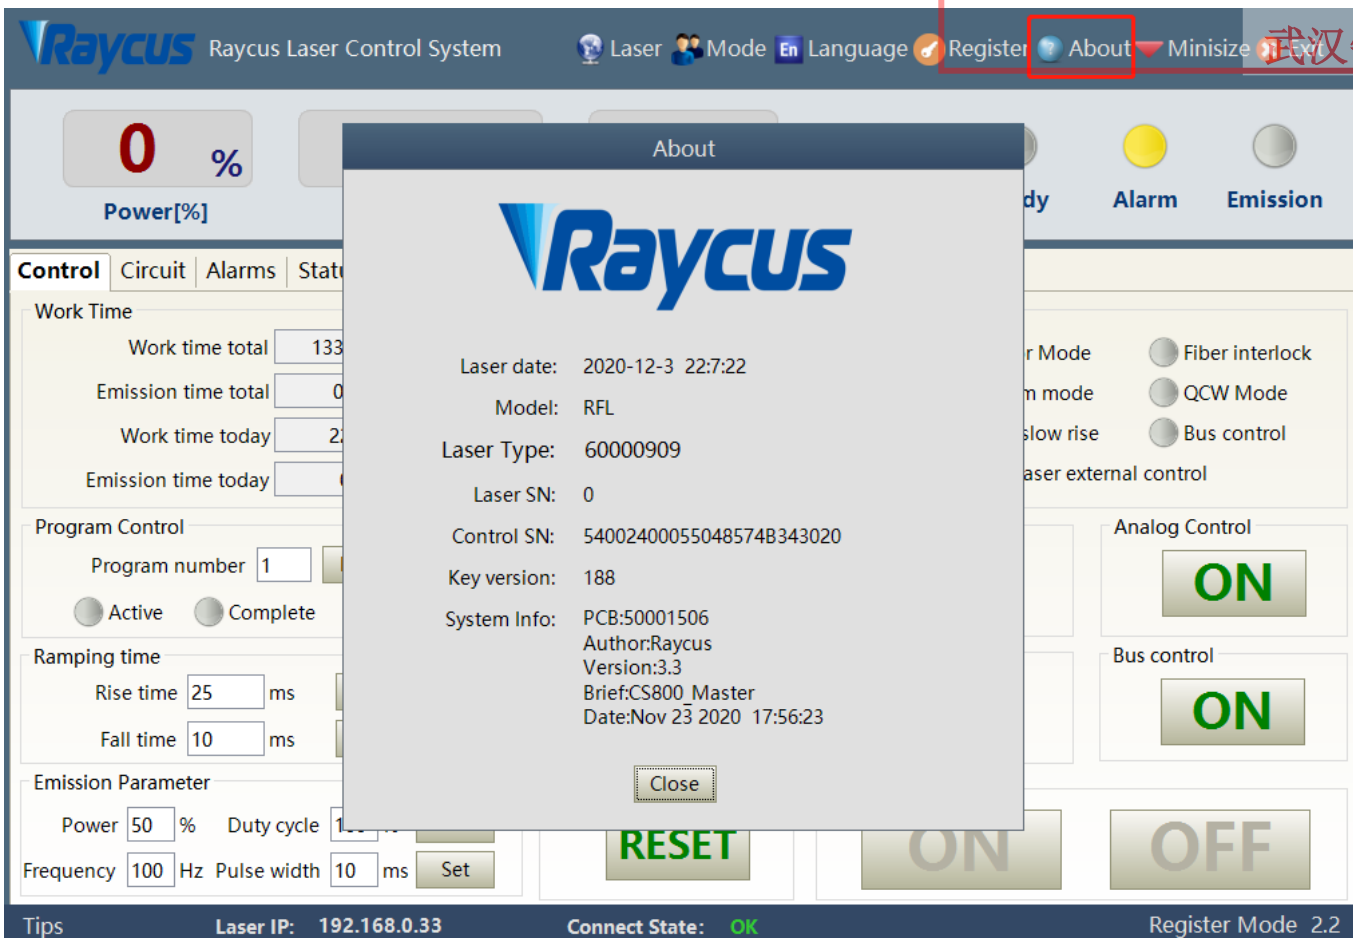 Raycus Raycus Laser Control System Laser Mode En Language Register ? About Minisize Exit
武汉
0 %
Power[%]
dy Alarm Emission
About
Raycus
Laser date: 2020-12-3 22:7:22
Model: RFL
Laser Type: 60000909
Laser SN: 0
Control SN: 54002400055048574B343020
Key version: 188
System Info: PCB:50001506
Author:Raycus
Version:3.3
Brief:CS800_Master
Date:Nov 23 2020 17:56:23
Close
Control Circuit Alarms Statu
Work Time
Work time total 133
Emission time total 0
Work time today 22
Emission time today
r Mode Fiber interlock
m mode QCW Mode
slow rise Bus control
aser external control
Program Control
Program number 1
Active Complete
Analog Control
ON
Ramping time
Rise time 25 ms
Fall time 10 ms
Bus control
ON
Emission Parameter
Power 50 % Duty cycle
Frequency 100 Hz Pulse width 10 ms Set
RESET
ON OFF
Tips Laser IP: 192.168.0.33 Connect State: OK Register Mode 2.2